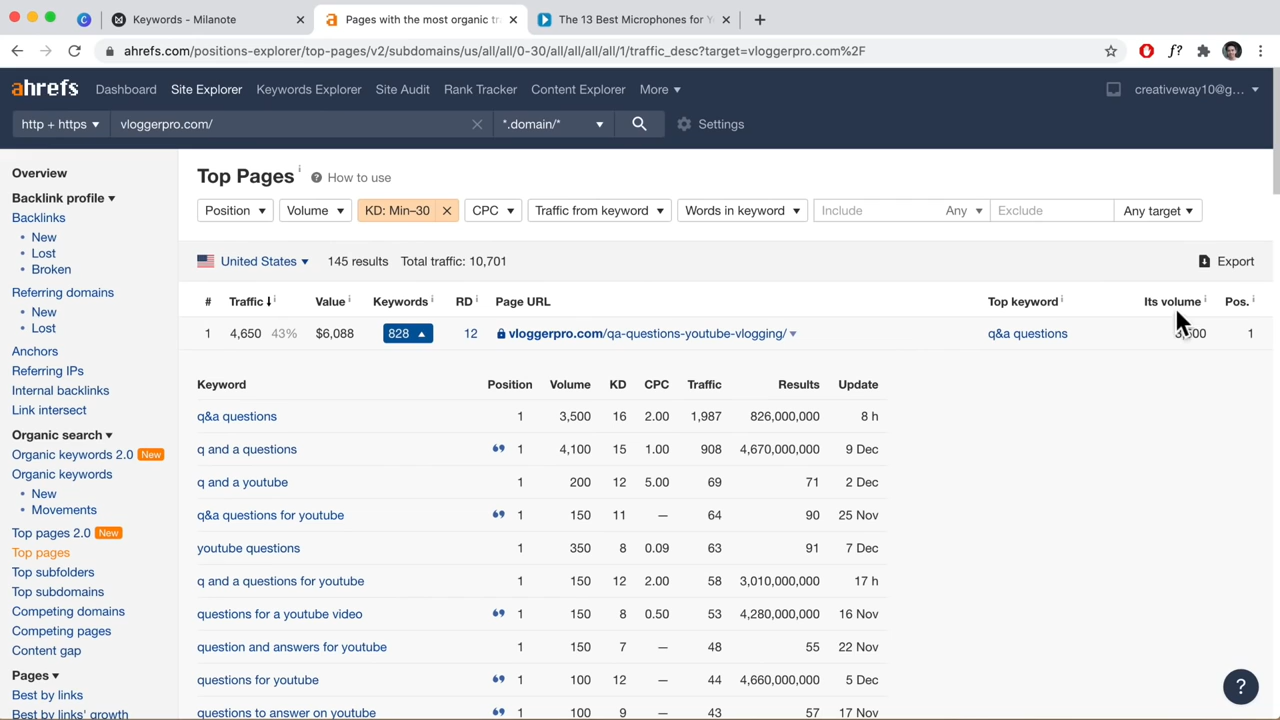 Keywords - Milanote
Pages with the most organic tr
The 13 Best Microphones for Y
ahrefs.com/positions-explorer/top-pages/v2/subdomains/us/all/all/0-30/all/all/all/all/1/traffic_desc?target=vloggerpro.com%2F
f?
ahrefs Dashboard Site Explorer Keywords Explorer Site Audit Rank Tracker Content Explorer More creativeway10@g...
http + https vloggerpro.com/ *.domain/* Settings
Overview
Backlink profile
Backlinks
New
Lost
Broken
Referring domains
New
Lost
Anchors
Referring IPs
Internal backlinks
Link intersect
Organic search
Organic keywords 2.0 New
Organic keywords
New
Movements
Top pages 2.0 New
Top pages
Top subfolders
Top subdomains
Competing domains
Competing pages
Content gap
Pages
Best by links
Best by links' growth
Top Pages i ? How to use
Position Volume KD: Min–30 CPC Traffic from keyword Words in keyword Include Any Exclude Any target
United States 145 results Total traffic: 10,701 Export
# Traffic Value Keywords RD Page URL Top keyword Its volume Pos.
1 4,650 43% $6,088 828 12 vloggerpro.com/qa-questions-youtube-vlogging/ q&a questions 1
Keyword Position Volume KD CPC Traffic Results Update
q&a questions 1 3,500 16 2.00 1,987 826,000,000 8 h
q and a questions 1 4,100 15 1.00 908 4,670,000,000 9 Dec
q and a youtube 1 200 12 5.00 69 71 2 Dec
q&a questions for youtube 1 150 11 — 64 90 25 Nov
youtube questions 1 350 8 0.09 63 91 7 Dec
q and a questions for youtube 1 150 12 2.00 58 3,010,000,000 17 h
questions for a youtube video 1 150 8 0.50 53 4,280,000,000 16 Nov
question and answers for youtube 1 150 7 — 48 55 22 Nov
questions for youtube 1 100 12 — 44 4,660,000,000 5 Dec
questions to answer on youtube 1 100 9 — 43 57 17 Nov
?